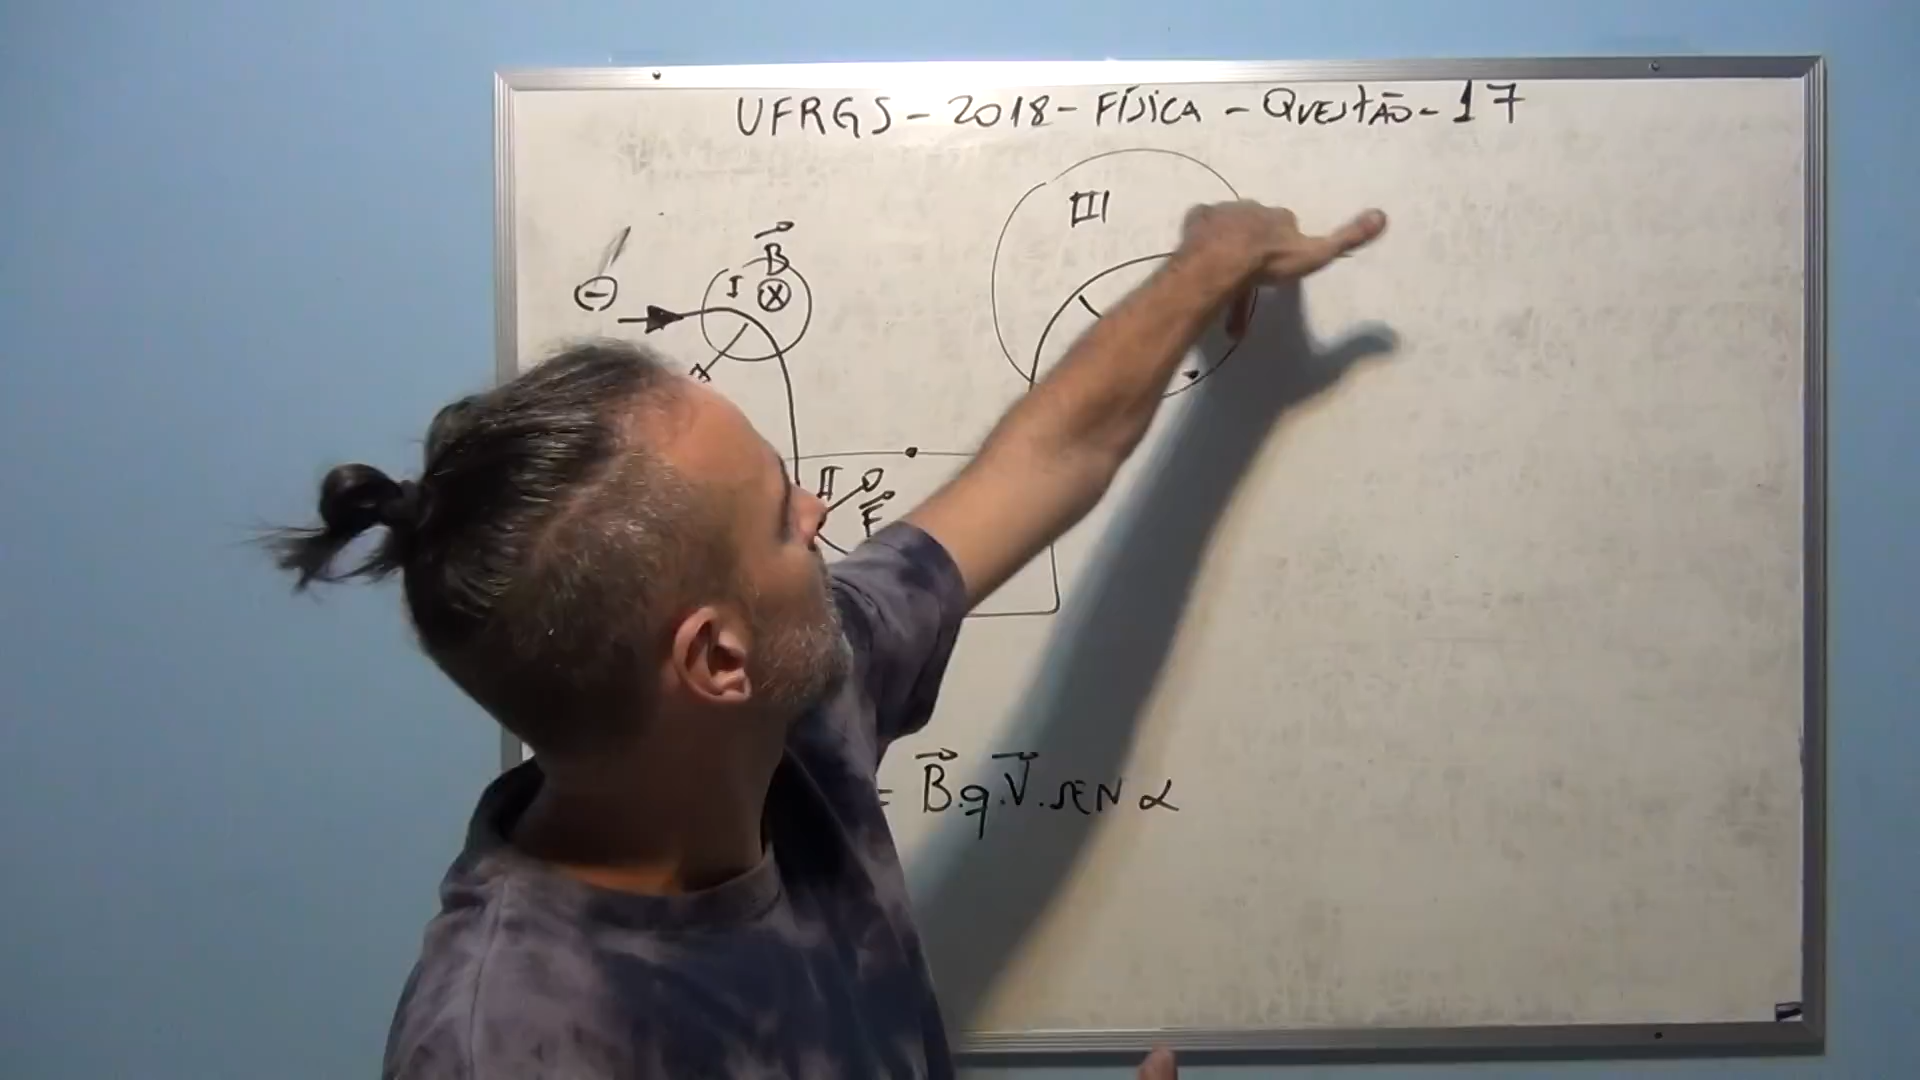 UFRGS - 2018 - FÍSICA - QUESTÃO - 17
III
B
I
II
F
= B.q.V.SEN α